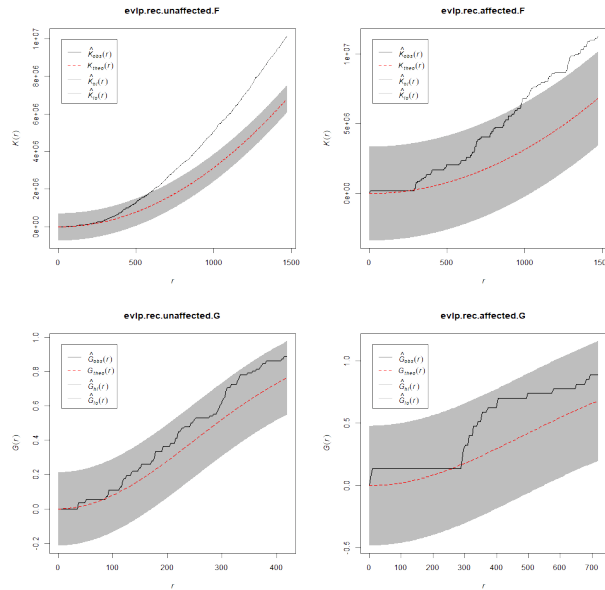 evlp.rec.unaffected.F
K̂obs(r)
Ktheo(r)
K̂hi(r)
K̂lo(r)
K(r)
0e+00 2e+06 4e+06 6e+06 8e+06 1e+07
0 500 1000 1500
r
evlp.rec.affected.F
K̂obs(r)
Ktheo(r)
K̂hi(r)
K̂lo(r)
K(r)
0e+00 5e+06 1e+07
0 500 1000 1500
r
evlp.rec.unaffected.G
Ĝobs(r)
Gtheo(r)
Ĝhi(r)
Ĝlo(r)
G(r)
-0.2 0.0 0.2 0.4 0.6 0.8 1.0
0 100 200 300 400
r
evlp.rec.affected.G
Ĝobs(r)
Gtheo(r)
Ĝhi(r)
Ĝlo(r)
G(r)
-0.5 0.0 0.5 1.0
0 100 200 300 400 500 600 700
r